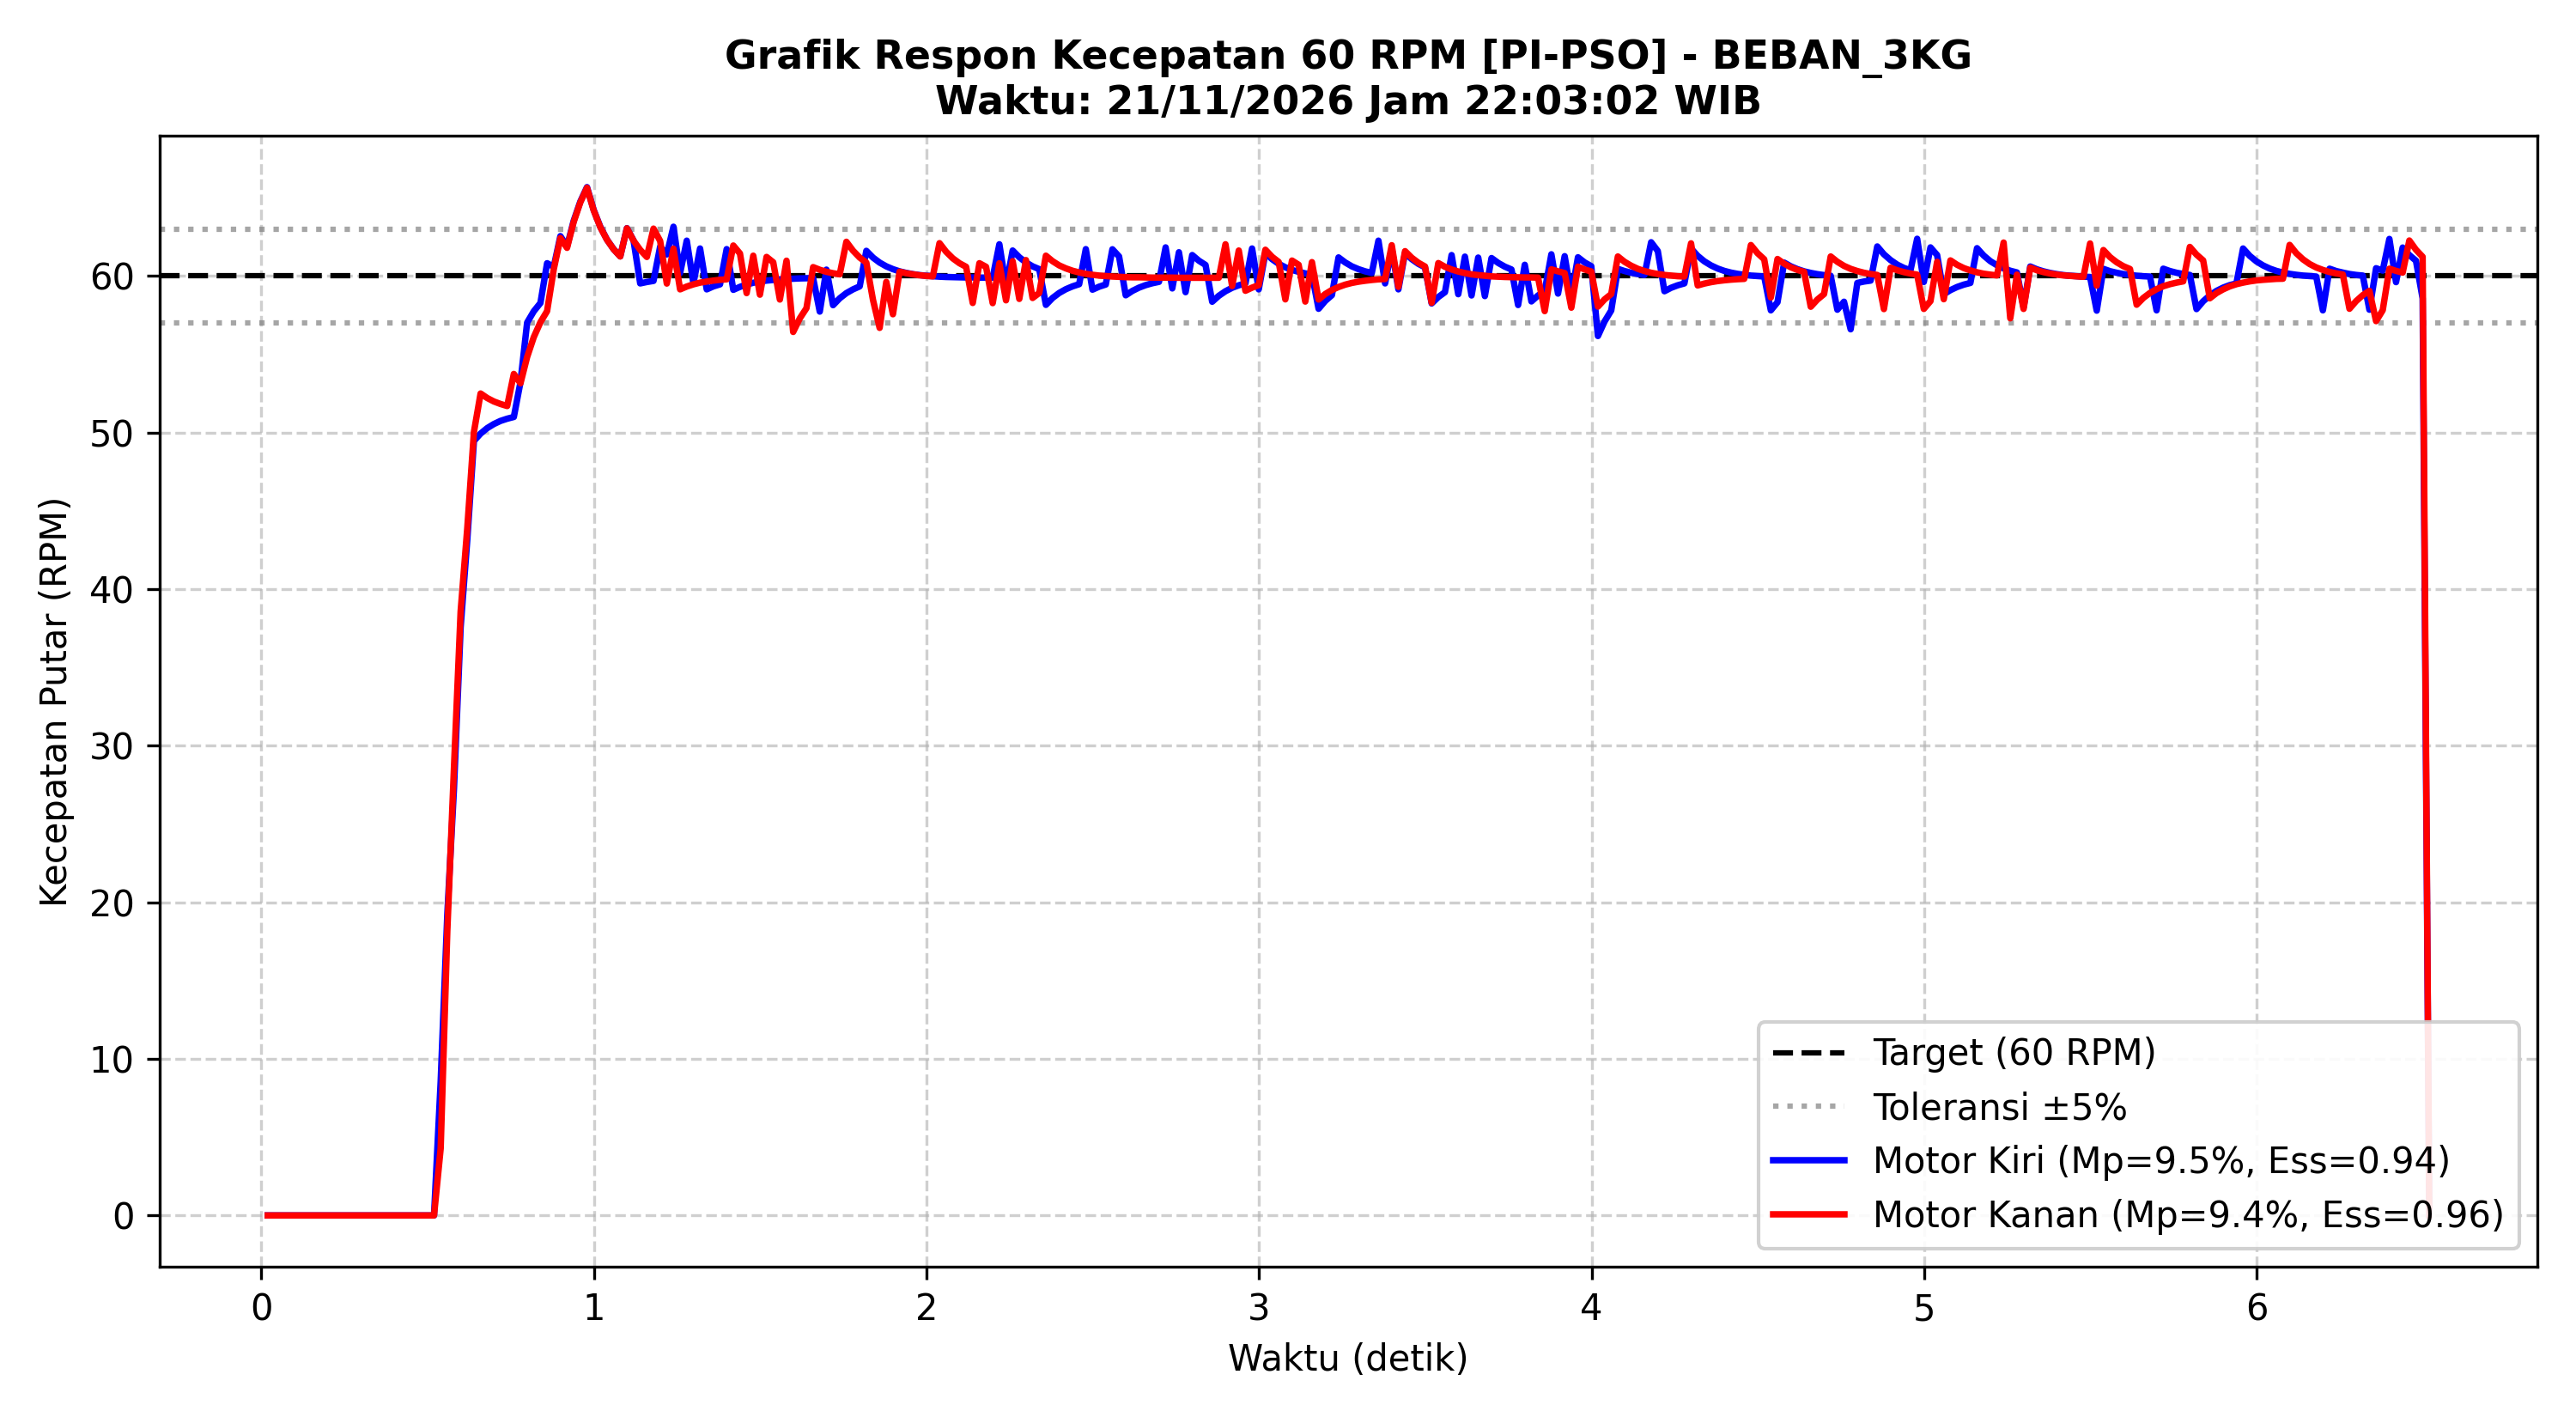 Grafik Respon Kecepatan 60 RPM [PI-PSO] - BEBAN_3KG
Waktu: 21/11/2026 Jam 22:03:02 WIB
Kecepatan Putar (RPM)
60
50
40
30
20
10
0
Target (60 RPM)
Toleransi ±5%
Motor Kiri (Mp=9.5%, Ess=0.94)
Motor Kanan (Mp=9.4%, Ess=0.96)
0 1 2 3 4 5 6
Waktu (detik)